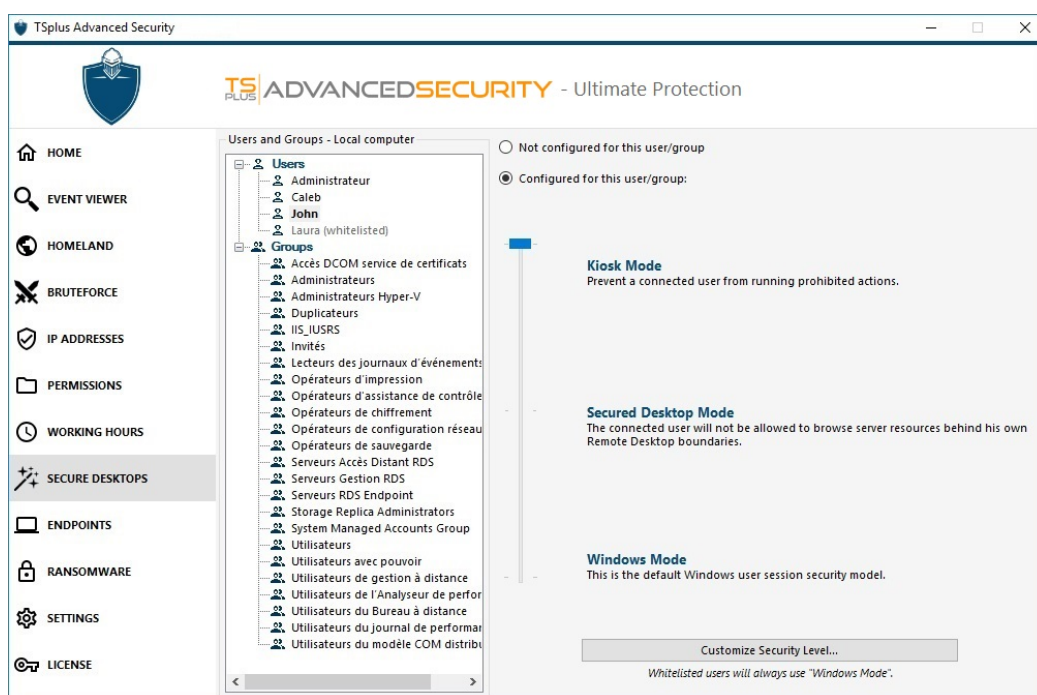 TSplus Advanced Security
TS PLUS ADVANCEDSECURITY - Ultimate Protection
HOME
EVENT VIEWER
HOMELAND
BRUTEFORCE
IP ADDRESSES
PERMISSIONS
WORKING HOURS
SECURE DESKTOPS
ENDPOINTS
RANSOMWARE
SETTINGS
LICENSE
Users and Groups - Local computer
Users
Administrateur
Caleb
John
Laura (whitelisted)
Groups
Accès DCOM service de certificats
Administrateurs
Administrateurs Hyper-V
Duplicateurs
IIS_IUSRS
Invités
Lecteurs des journaux d'événements
Opérateurs d'impression
Opérateurs d'assistance de contrôle
Opérateurs de chiffrement
Opérateurs de configuration réseau
Opérateurs de sauvegarde
Serveurs Accès Distant RDS
Serveurs Gestion RDS
Serveurs RDS Endpoint
Storage Replica Administrators
System Managed Accounts Group
Utilisateurs
Utilisateurs avec pouvoir
Utilisateurs de gestion à distance
Utilisateurs de l'Analyseur de perfor
Utilisateurs du Bureau à distance
Utilisateurs du journal de performar
Utilisateurs du modèle COM distribu
Not configured for this user/group
Configured for this user/group:
Kiosk Mode
Prevent a connected user from running prohibited actions.
Secured Desktop Mode
The connected user will not be allowed to browse server resources behind his own
Remote Desktop boundaries.
Windows Mode
This is the default Windows user session security model.
Customize Security Level...
Whitelisted users will always use "Windows Mode".